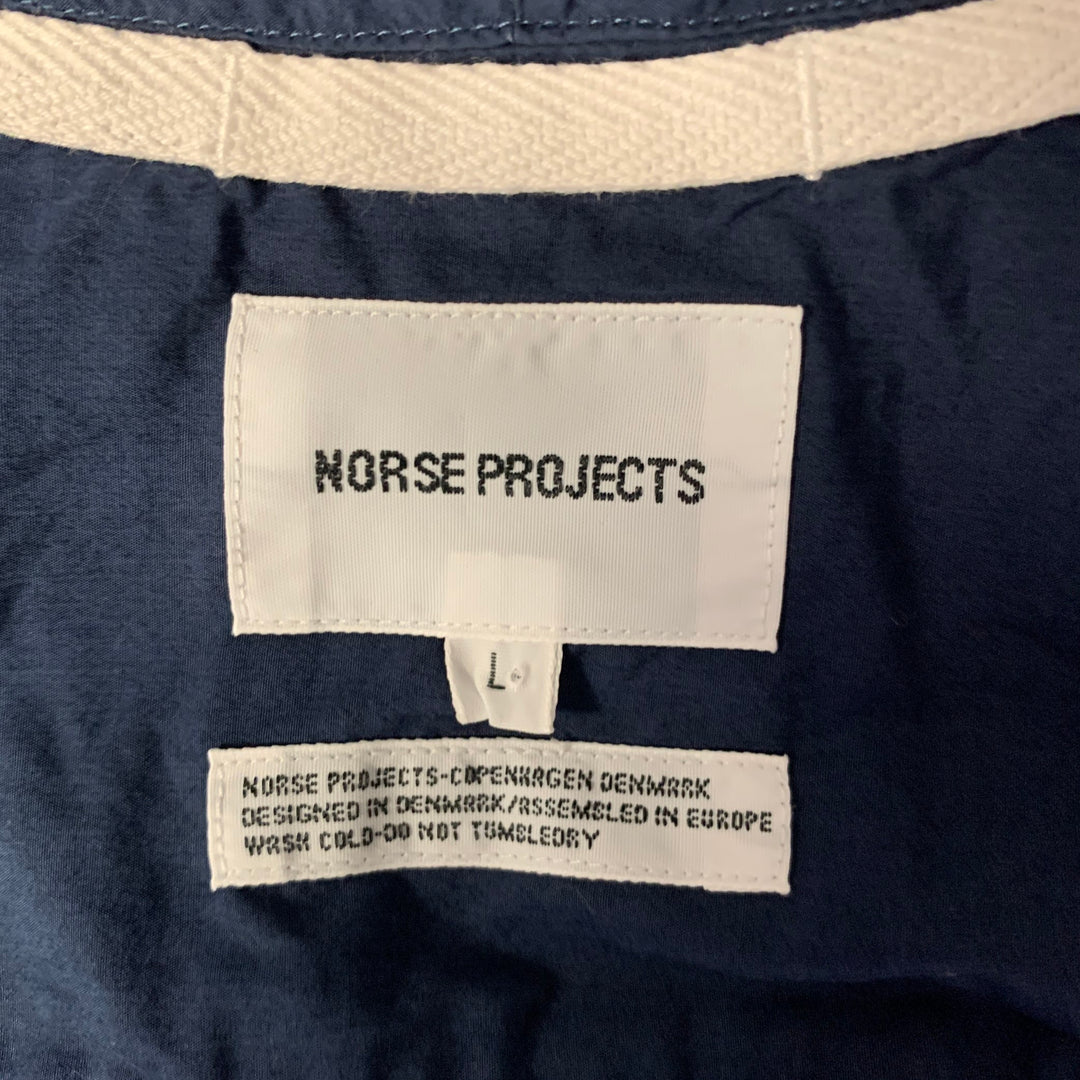 NORSE PROJECTS
L
NORSE PROJECTS-COPENHAGEN DENMARK
DESIGNED IN DENMARK/ASSEMBLED IN EUROPE
WASH COLD-DO NOT TUMBLEDRY